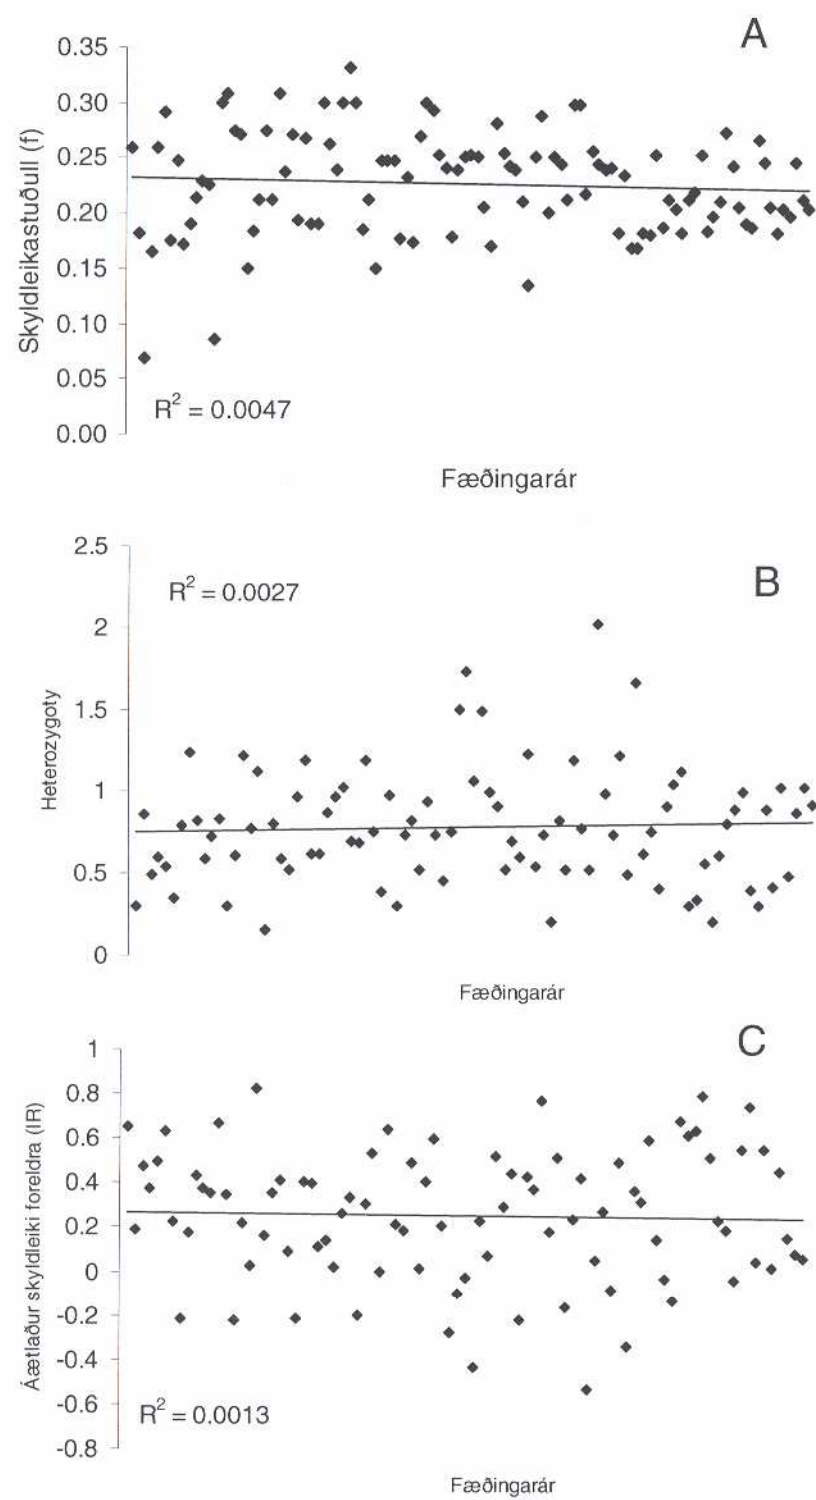 A
0.35
0.30
0.25
0.20
0.15
0.10
0.05
0.00
Skyldleikastuðull (f)
R² = 0.0047
Fæðingarár
2.5
2
1.5
1
0.5
0
Heterozygoty
R² = 0.0027
B
Fæðingarár
C
1
0.8
0.6
0.4
0.2
0
-0.2
-0.4
-0.6
-0.8
Áætlaður skyldleiki foreldra (IR)
R² = 0.0013
Fæðingarár